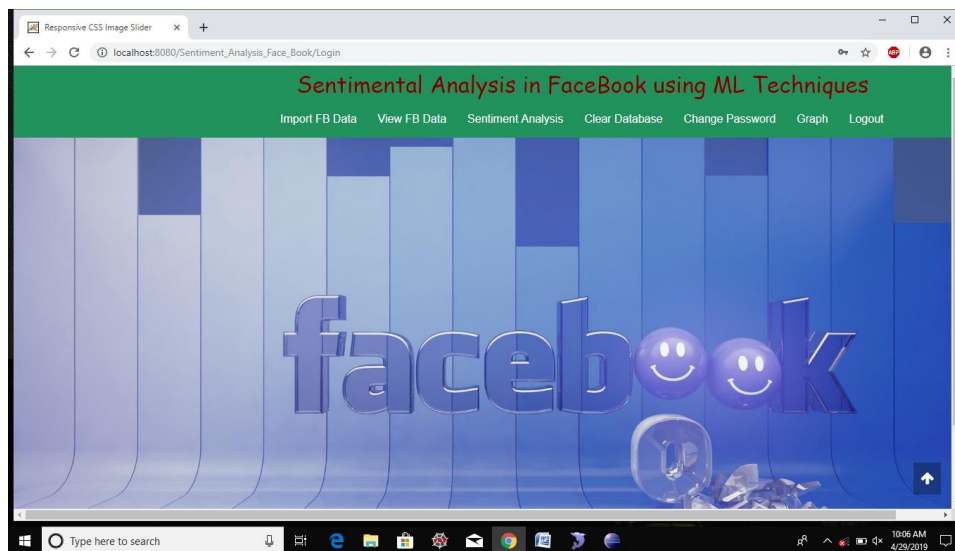 Responsive CSS Image Slider
localhost:8080/Sentiment_Analysis_Face_Book/Login
ABP
Sentimental Analysis in FaceBook using ML Techniques
Import FB Data View FB Data Sentiment Analysis Clear Database Change Password Graph Logout
facebook
Type here to search
10:06 AM
4/29/2019